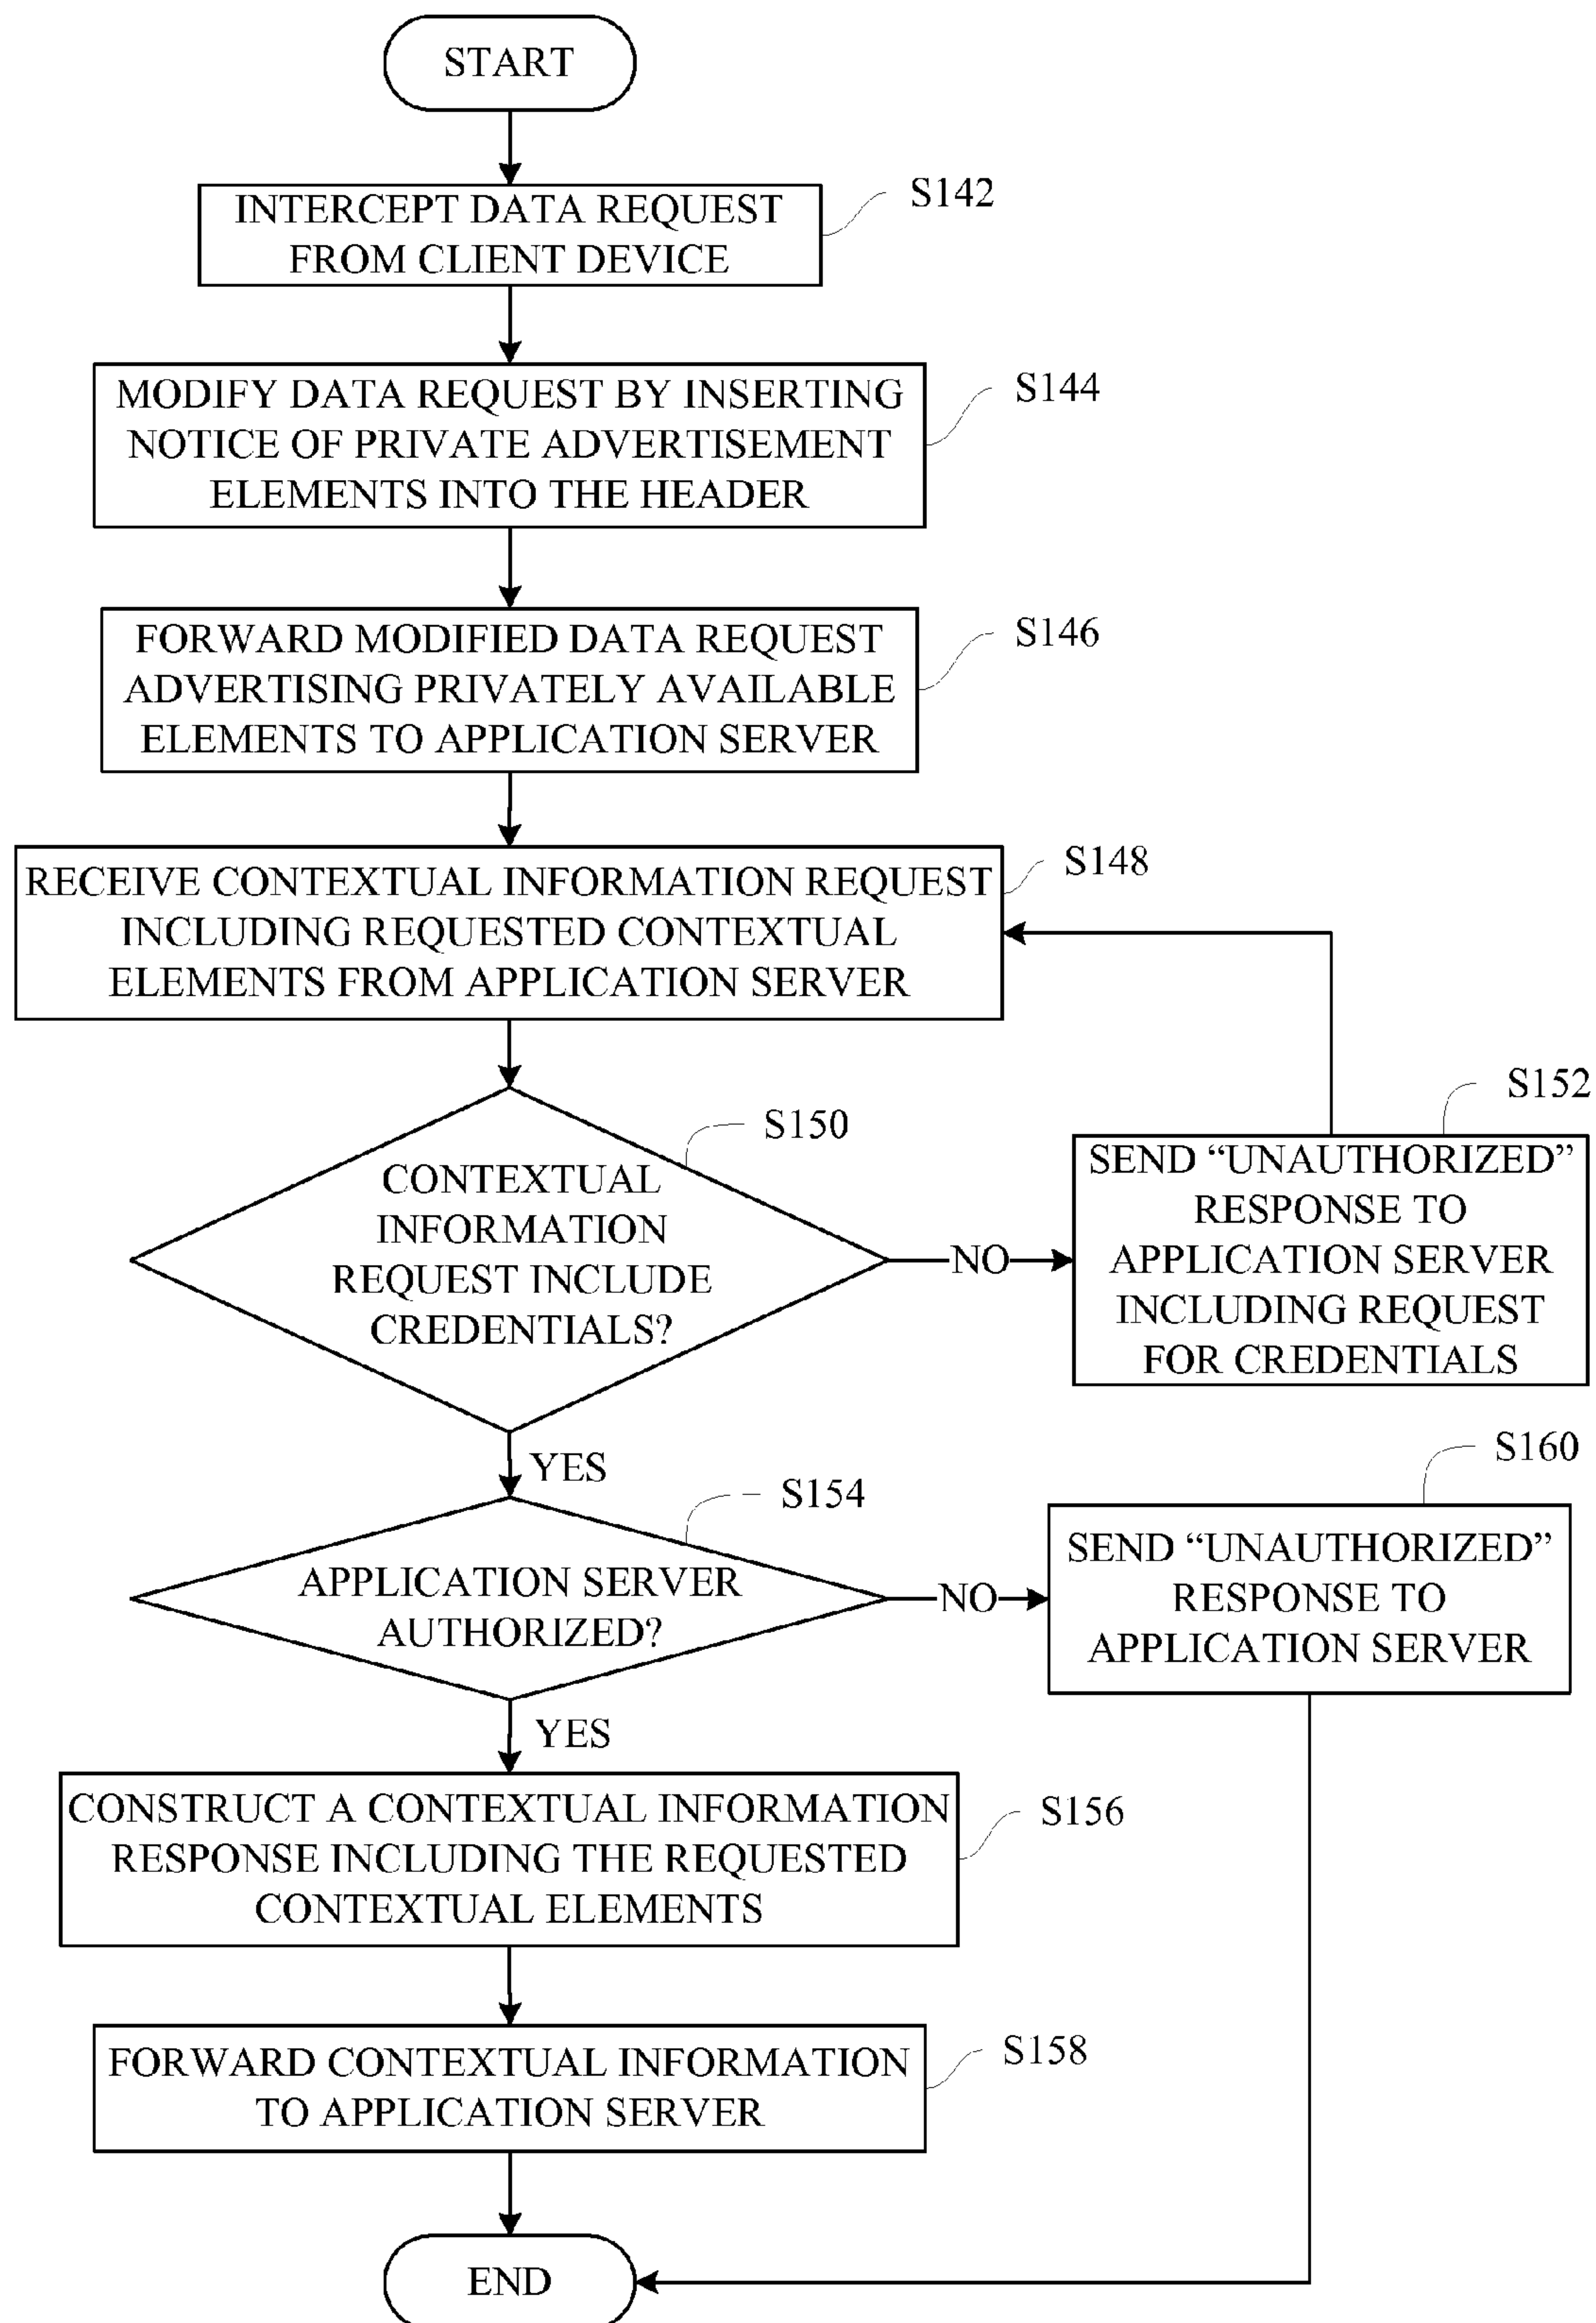 START
INTERCEPT DATA REQUEST
FROM CLIENT DEVICE
S142
MODIFY DATA REQUEST BY INSERTING
NOTICE OF PRIVATE ADVERTISEMENT
ELEMENTS INTO THE HEADER
S144
FORWARD MODIFIED DATA REQUEST
ADVERTISING PRIVATELY AVAILABLE
ELEMENTS TO APPLICATION SERVER
S146
RECEIVE CONTEXTUAL INFORMATION REQUEST
INCLUDING REQUESTED CONTEXTUAL
ELEMENTS FROM APPLICATION SERVER
S148
CONTEXTUAL
INFORMATION
REQUEST INCLUDE
CREDENTIALS?
S150
NO
SEND “UNAUTHORIZED”
RESPONSE TO
APPLICATION SERVER
INCLUDING REQUEST
FOR CREDENTIALS
S152
YES
APPLICATION SERVER
AUTHORIZED?
S154
NO
SEND “UNAUTHORIZED”
RESPONSE TO
APPLICATION SERVER
S160
YES
CONSTRUCT A CONTEXTUAL INFORMATION
RESPONSE INCLUDING THE REQUESTED
CONTEXTUAL ELEMENTS
S156
FORWARD CONTEXTUAL INFORMATION
TO APPLICATION SERVER
S158
END